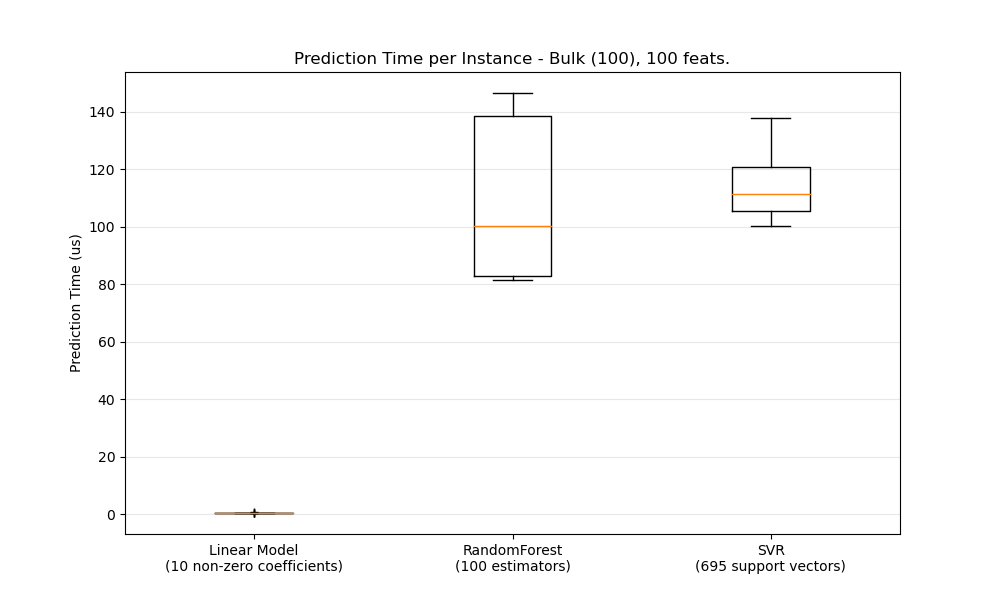 Prediction Time per Instance - Bulk (100), 100 feats.
Prediction Time (us)
140
120
100
80
60
40
20
0
Linear Model
(10 non-zero coefficients)
RandomForest
(100 estimators)
SVR
(695 support vectors)